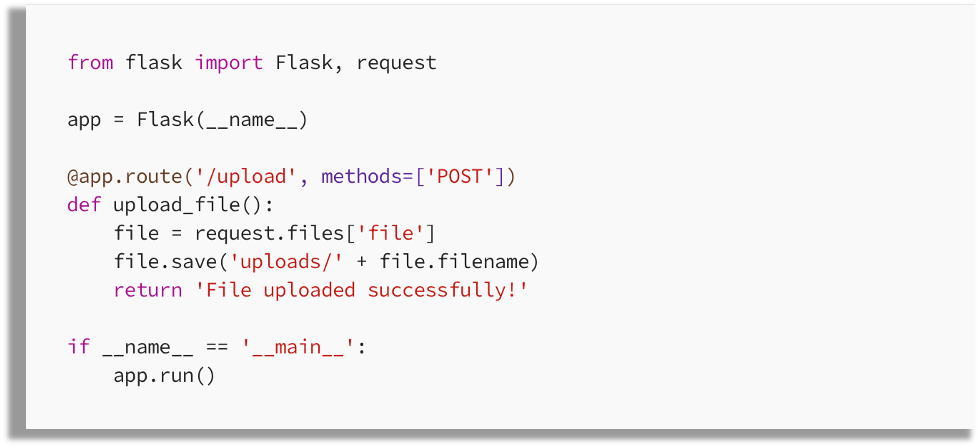 from flask import Flask, request
app = Flask(__name__)
@app.route('/upload', methods=['POST'])
def upload_file():
    file = request.files['file']
    file.save('uploads/' + file.filename)
    return 'File uploaded successfully!'
if __name__ == '__main__':
    app.run()